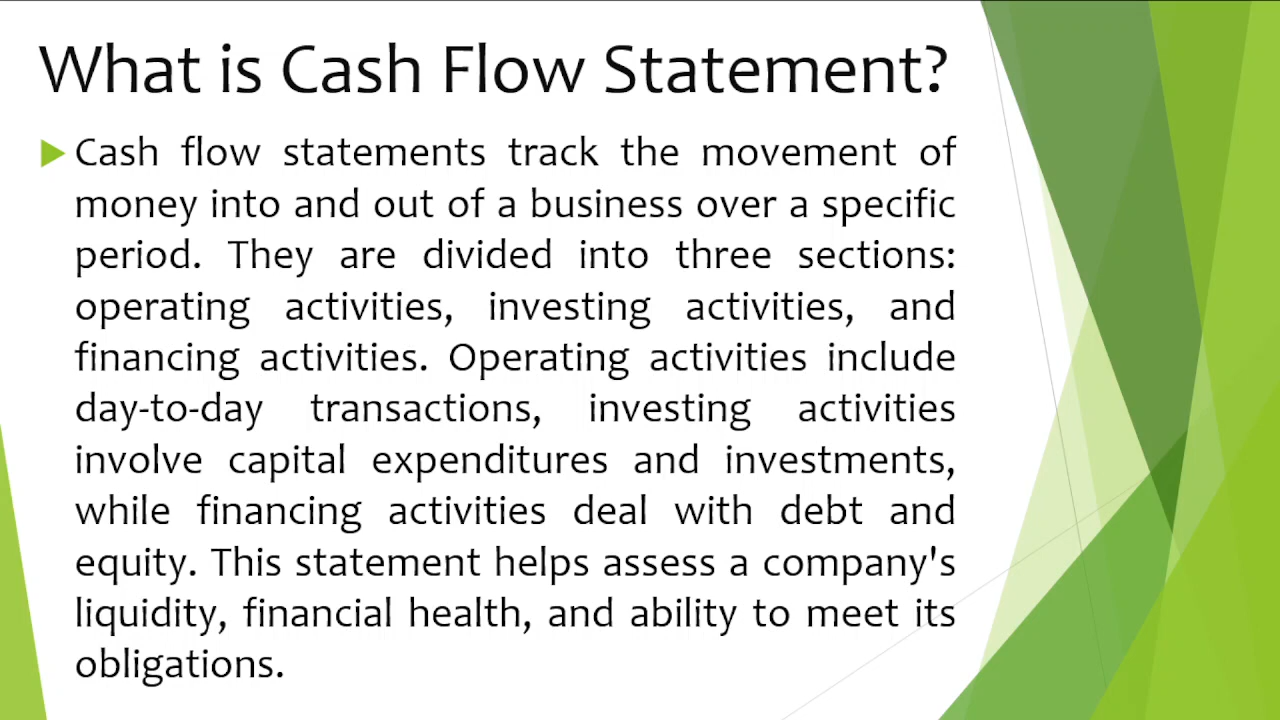 What is Cash Flow Statement?
Cash flow statements track the movement of
money into and out of a business over a specific
period. They are divided into three sections:
operating activities, investing activities, and
financing activities. Operating activities include
day-to-day transactions, investing activities
involve capital expenditures and investments,
while financing activities deal with debt and
equity. This statement helps assess a company's
liquidity, financial health, and ability to meet its
obligations.